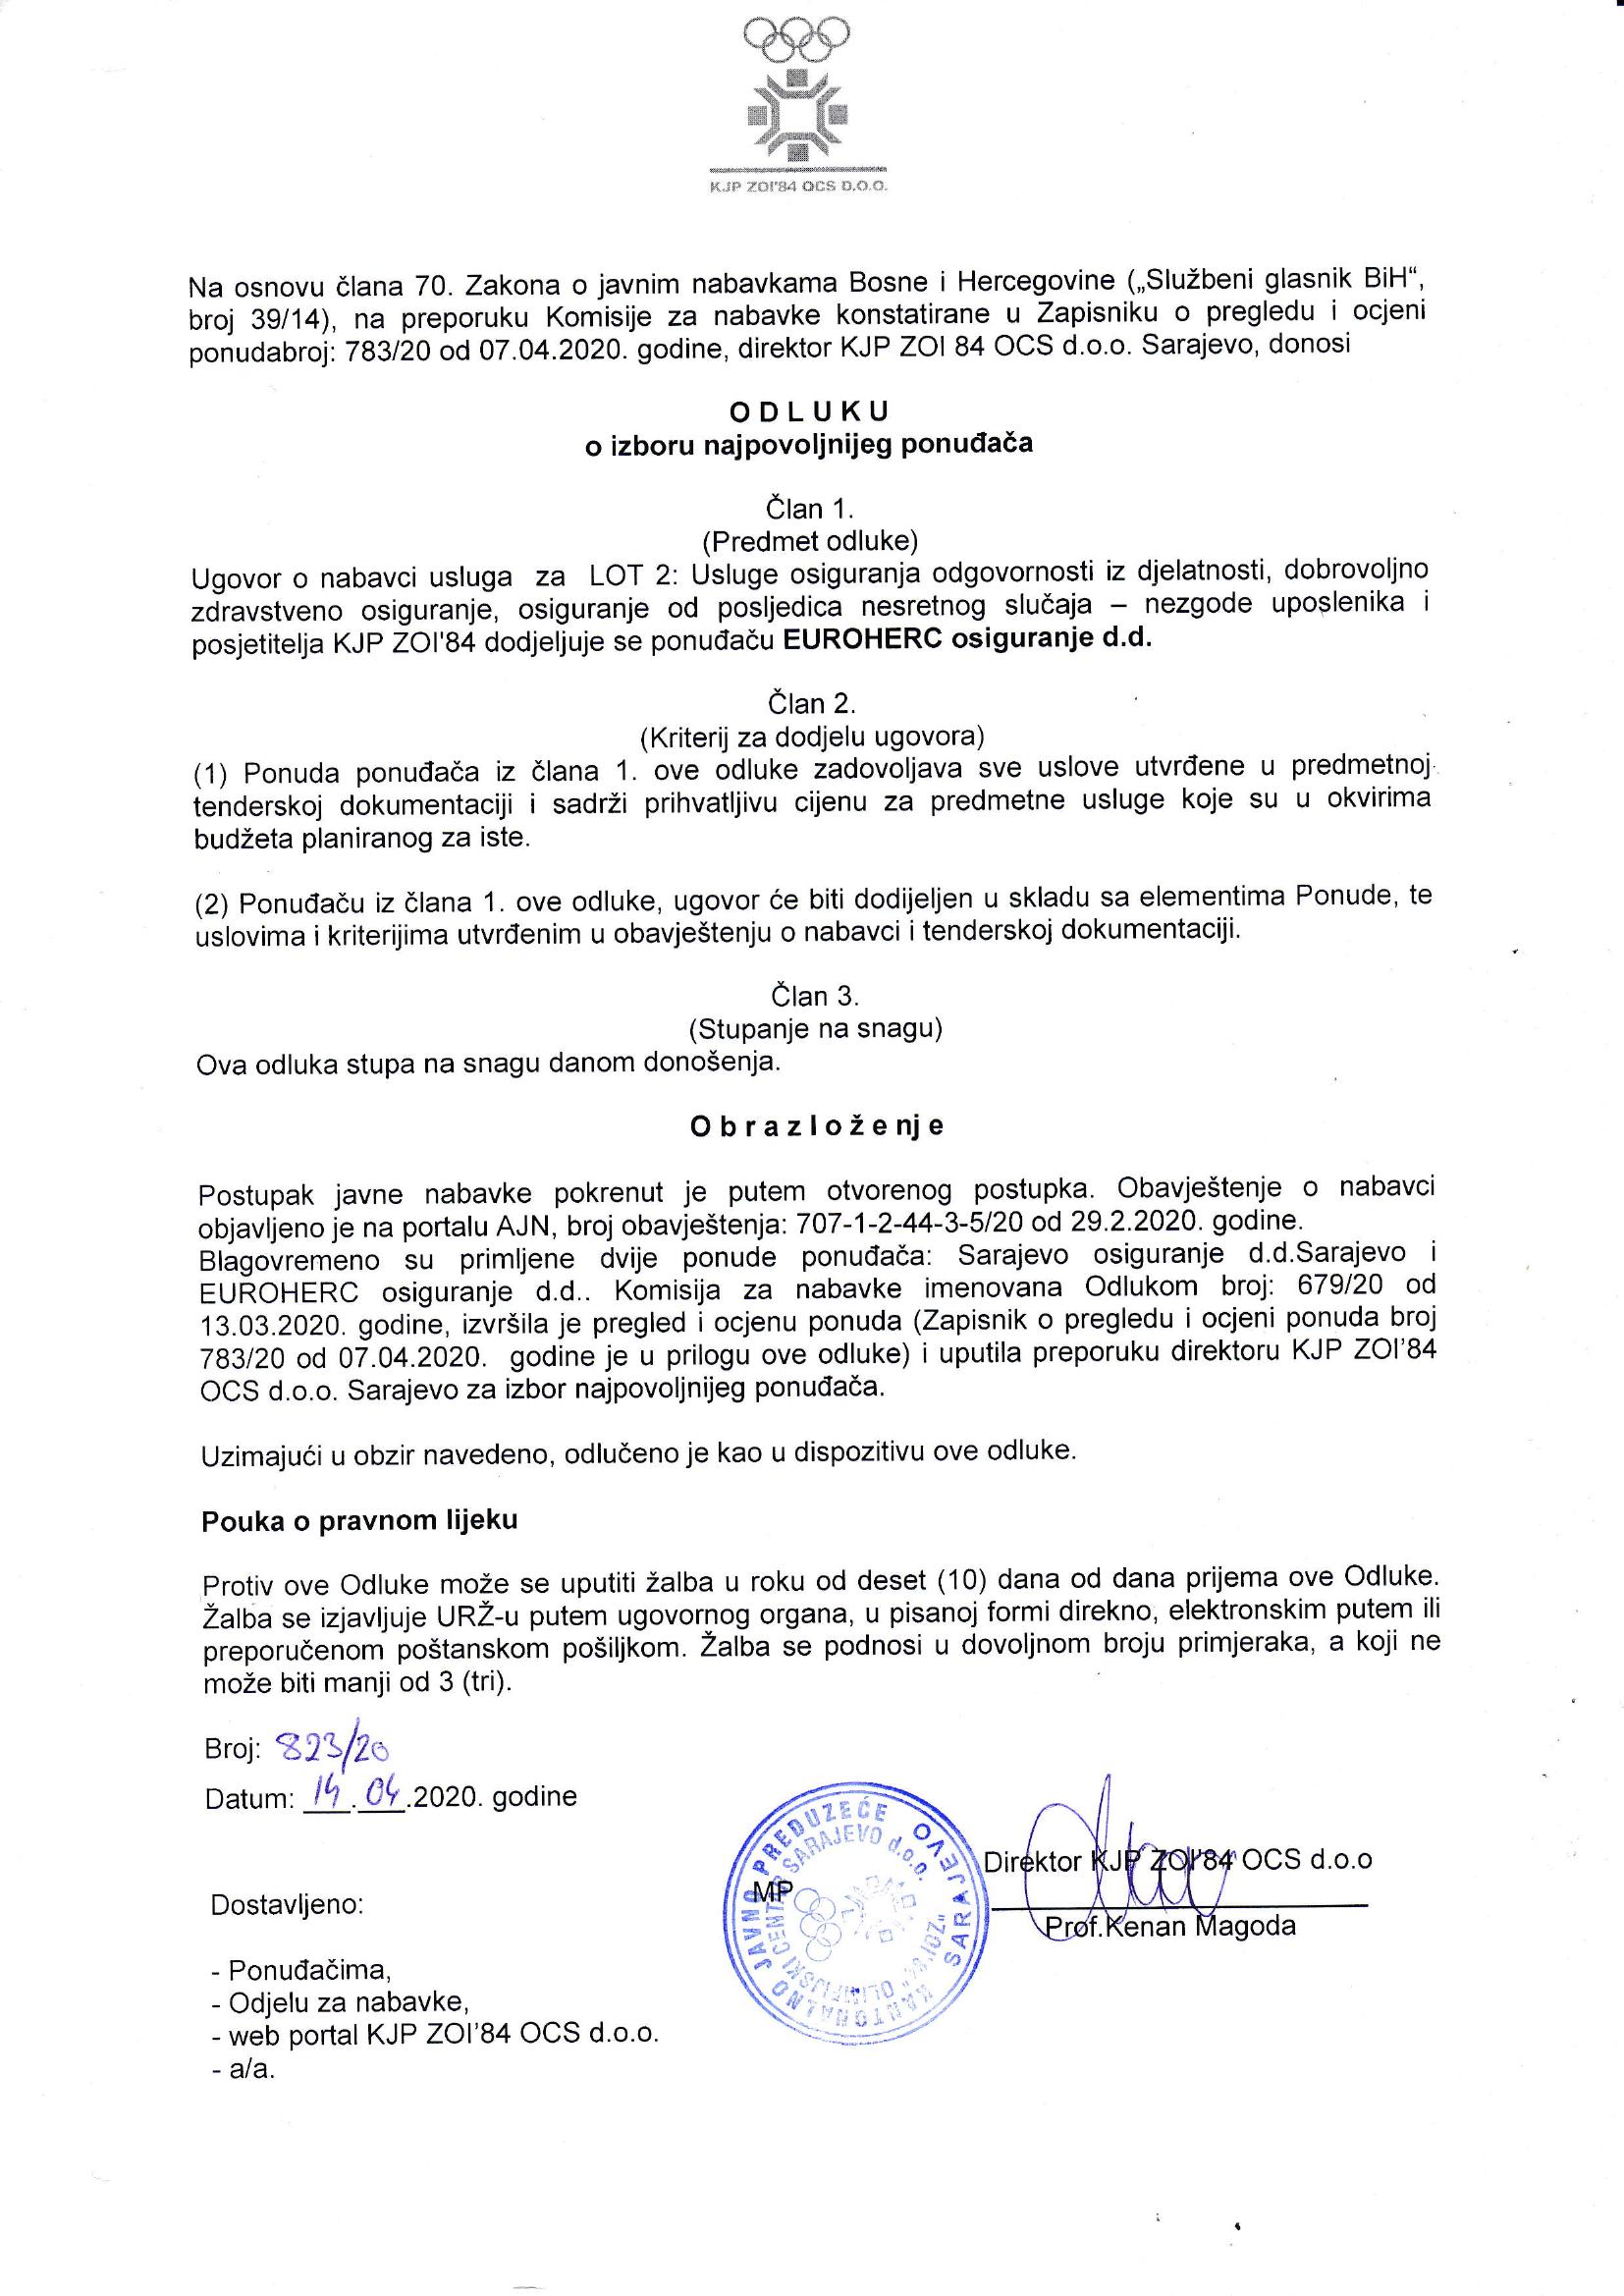 KJP ZOI'84 OCS D.O.O.
Na osnovu člana 70. Zakona o javnim nabavkama Bosne i Hercegovine („Službeni glasnik BiH“,
broj 39/14), na preporuku Komisije za nabavke konstatirane u Zapisniku o pregledu i ocjeni
ponudabroj: 783/20 od 07.04.2020. godine, direktor KJP ZOI 84 OCS d.o.o. Sarajevo, donosi
O D L U K U
o izboru najpovoljnijeg ponuđača
Član 1.
(Predmet odluke)
Ugovor o nabavci usluga za LOT 2: Usluge osiguranja odgovornosti iz djelatnosti, dobrovoljno
zdravstveno osiguranje, osiguranje od posljedica nesretnog slučaja – nezgode uposlenika i
posjetitelja KJP ZOI'84 dodjeljuje se ponuđaču EUROHERC osiguranje d.d.
Član 2.
(Kriterij za dodjelu ugovora)
(1) Ponuda ponuđača iz člana 1. ove odluke zadovoljava sve uslove utvrđene u predmetnoj
tenderskoj dokumentaciji i sadrži prihvatljivu cijenu za predmetne usluge koje su u okvirima
budžeta planiranog za iste.
(2) Ponuđaču iz člana 1. ove odluke, ugovor će biti dodijeljen u skladu sa elementima Ponude, te
uslovima i kriterijima utvrđenim u obavještenju o nabavci i tenderskoj dokumentaciji.
Član 3.
(Stupanje na snagu)
Ova odluka stupa na snagu danom donošenja.
O b r a z l o ž e nj e
Postupak javne nabavke pokrenut je putem otvorenog postupka. Obavještenje o nabavci
objavljeno je na portalu AJN, broj obavještenja: 707-1-2-44-3-5/20 od 29.2.2020. godine.
Blagovremeno su primljene dvije ponude ponuđača: Sarajevo osiguranje d.d.Sarajevo i
EUROHERC osiguranje d.d.. Komisija za nabavke imenovana Odlukom broj: 679/20 od
13.03.2020. godine, izvršila je pregled i ocjenu ponuda (Zapisnik o pregledu i ocjeni ponuda broj
783/20 od 07.04.2020. godine je u prilogu ove odluke) i uputila preporuku direktoru KJP ZOI’84
OCS d.o.o. Sarajevo za izbor najpovoljnijeg ponuđača.
Uzimajući u obzir navedeno, odlučeno je kao u dispozitivu ove odluke.
Pouka o pravnom lijeku
Protiv ove Odluke može se uputiti žalba u roku od deset (10) dana od dana prijema ove Odluke.
Žalba se izjavljuje URŽ-u putem ugovornog organa, u pisanoj formi direkno, elektronskim putem ili
preporučenom poštanskom pošiljkom. Žalba se podnosi u dovoljnom broju primjeraka, a koji ne
može biti manji od 3 (tri).
Broj: 823/20
Datum: 14.04.2020. godine
KANTONALNO JAVNO PREDUZEĆE SARAJEVO
"ZOI'84" OLIMPIJSKI CENTAR SARAJEVO d.o.o.
MP
Direktor KJP ZOI'84 OCS d.o.o
Prof.Kenan Magoda
Dostavljeno:
- Ponuđačima,
- Odjelu za nabavke,
- web portal KJP ZOI’84 OCS d.o.o.
- a/a.